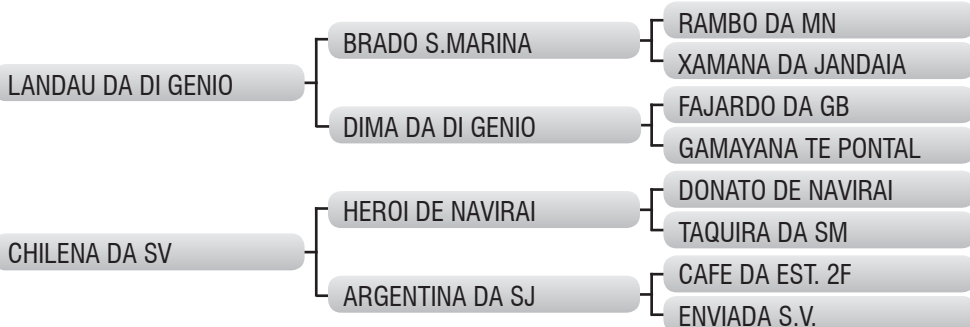 LANDAU DA DI GENIO
BRADO S.MARINA
RAMBO DA MN
XAMANA DA JANDAIA
DIMA DA DI GENIO
FAJARDO DA GB
GAMAYANA TE PONTAL
CHILENA DA SV
HEROI DE NAVIRAI
DONATO DE NAVIRAI
TAQUIRA DA SM
ARGENTINA DA SJ
CAFE DA EST. 2F
ENVIADA S.V.